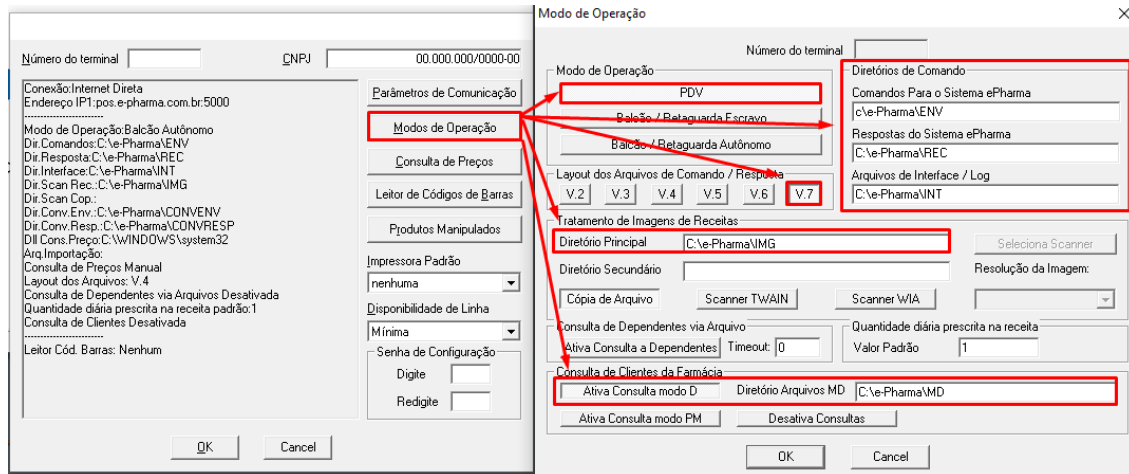 Número do terminal
CNPJ
00.000.000/0000-00
Conexão:Internet Direta
Endereço IP1:pos.e-pharma.com.br:5000
-------------------------
Modo de Operação:Balcão Autônomo
Dir.Comandos:C:\e-Pharma\ENV
Dir.Resposta:C:\e-Pharma\REC
Dir.Interface:C:\e-Pharma\INT
Dir.Scan Rec.:C:\e-Pharma\IMG
Dir.Scan Cop.:
Dir.Conv.Env.:C:\e-Pharma\CONVENV
Dir.Conv.Resp.:C:\e-Pharma\CONVRESP
Dll Cons.Preço:C:\WINDOWS\system32
Arq.Importação:
Consulta de Preços Manual
Layout dos Arquivos: V.4
Consulta de Dependentes via Arquivos Desativada
Quantidade diária prescrita na receita padrão:1
Consulta de Clientes Desativada
-------------------------
Leitor Cód. Barras: Nenhum
Parâmetros de Comunicação
Modos de Operação
Consulta de Preços
Leitor de Códigos de Barras
Produtos Manipulados
Impressora Padrão
nenhuma
Disponibilidade de Linha
Mínima
Senha de Configuração
Digite
Redigite
OK
Cancel
Modo de Operação
Número do terminal
Modo de Operação
PDV
Balcão / Retaguarda Escravo
Balcão / Retaguarda Autônomo
Diretórios de Comando
Comandos Para o Sistema ePharma
c\e-Pharma\ENV
Respostas do Sistema ePharma
C:\e-Pharma\REC
Arquivos de Interface / Log
C:\e-Pharma\INT
Layout dos Arquivos de Comando / Resposta
V.2 V.3 V.4 V.5 V.6 V.7
Tratamento de Imagens de Receitas
Diretório Principal C:\e-Pharma\IMG
Seleciona Scanner
Diretório Secundário
Resolução da Imagem:
Cópia de Arquivo Scanner TWAIN Scanner WIA
Consulta de Dependentes via Arquivo
Ativa Consulta a Dependentes Timeout: 0
Quantidade diária prescrita na receita
Valor Padrão 1
Consulta de Clientes da Farmácia
Ativa Consulta modo D Diretório Arquivos MD C:\e-Pharma\MD
Ativa Consulta modo PM Desativa Consultas
OK Cancel